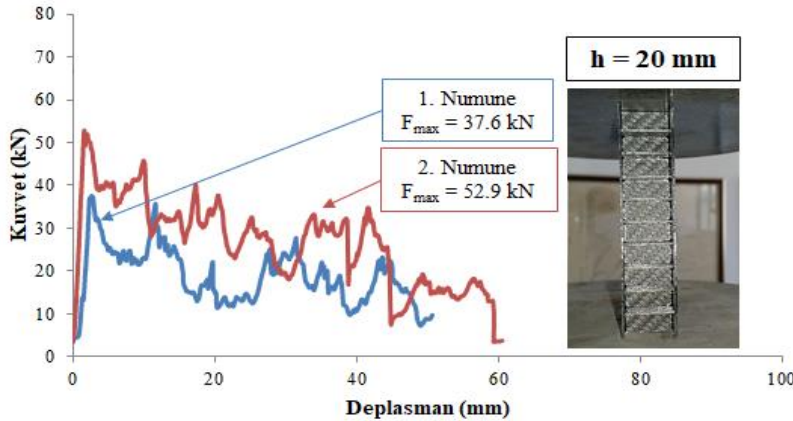 80
70
60
50
40
30
20
10
0
Kuvvet (kN)
0
20
40
60
80
100
Deplasman (mm)
1. Numune
Fmax = 37.6 kN
2. Numune
Fmax = 52.9 kN
h = 20 mm